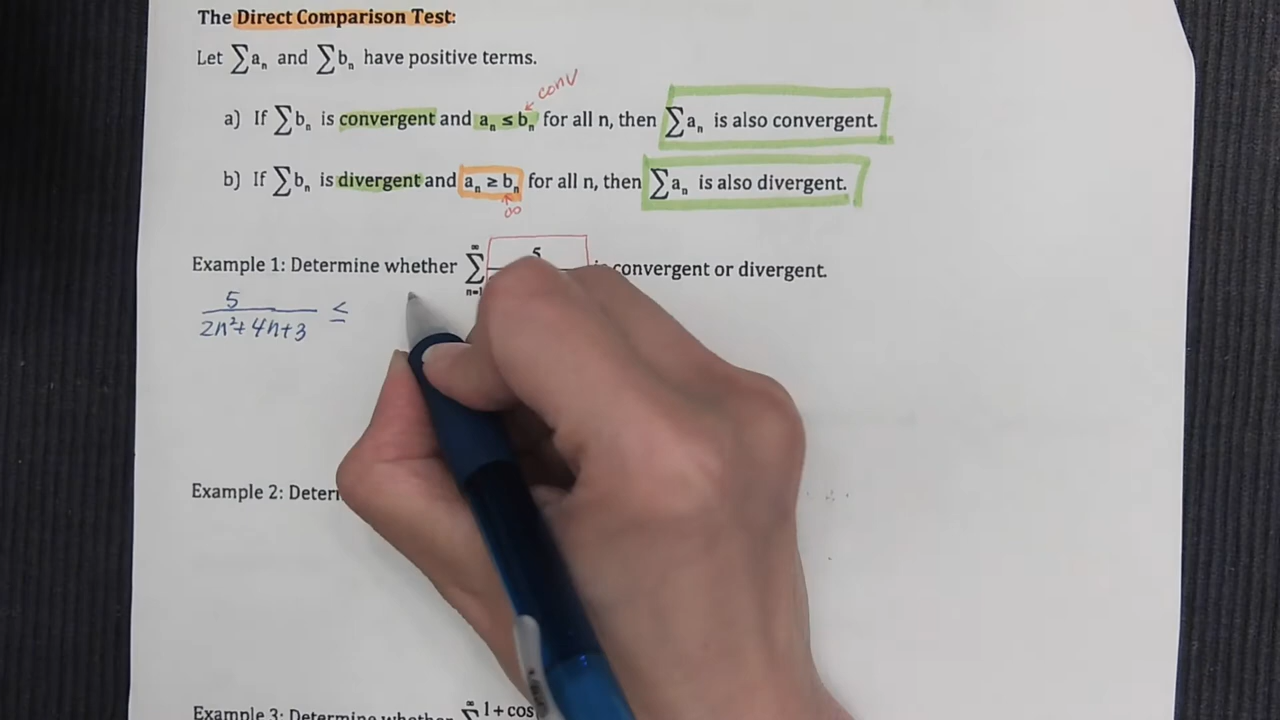 The Direct Comparison Test:
Let ∑aₙ and ∑bₙ have positive terms.
conv
a) If ∑bₙ is convergent and aₙ ≤ bₙ for all n, then ∑aₙ is also convergent.
b) If ∑bₙ is divergent and aₙ ≥ bₙ for all n, then ∑aₙ is also divergent.
∞
Example 1: Determine whether ∞ ∑ n=1 5 convergent or divergent.
5
2n²+4n+3 ≤
Example 2:
Example 3: Determine whether ∞ ∑ 1 + cos